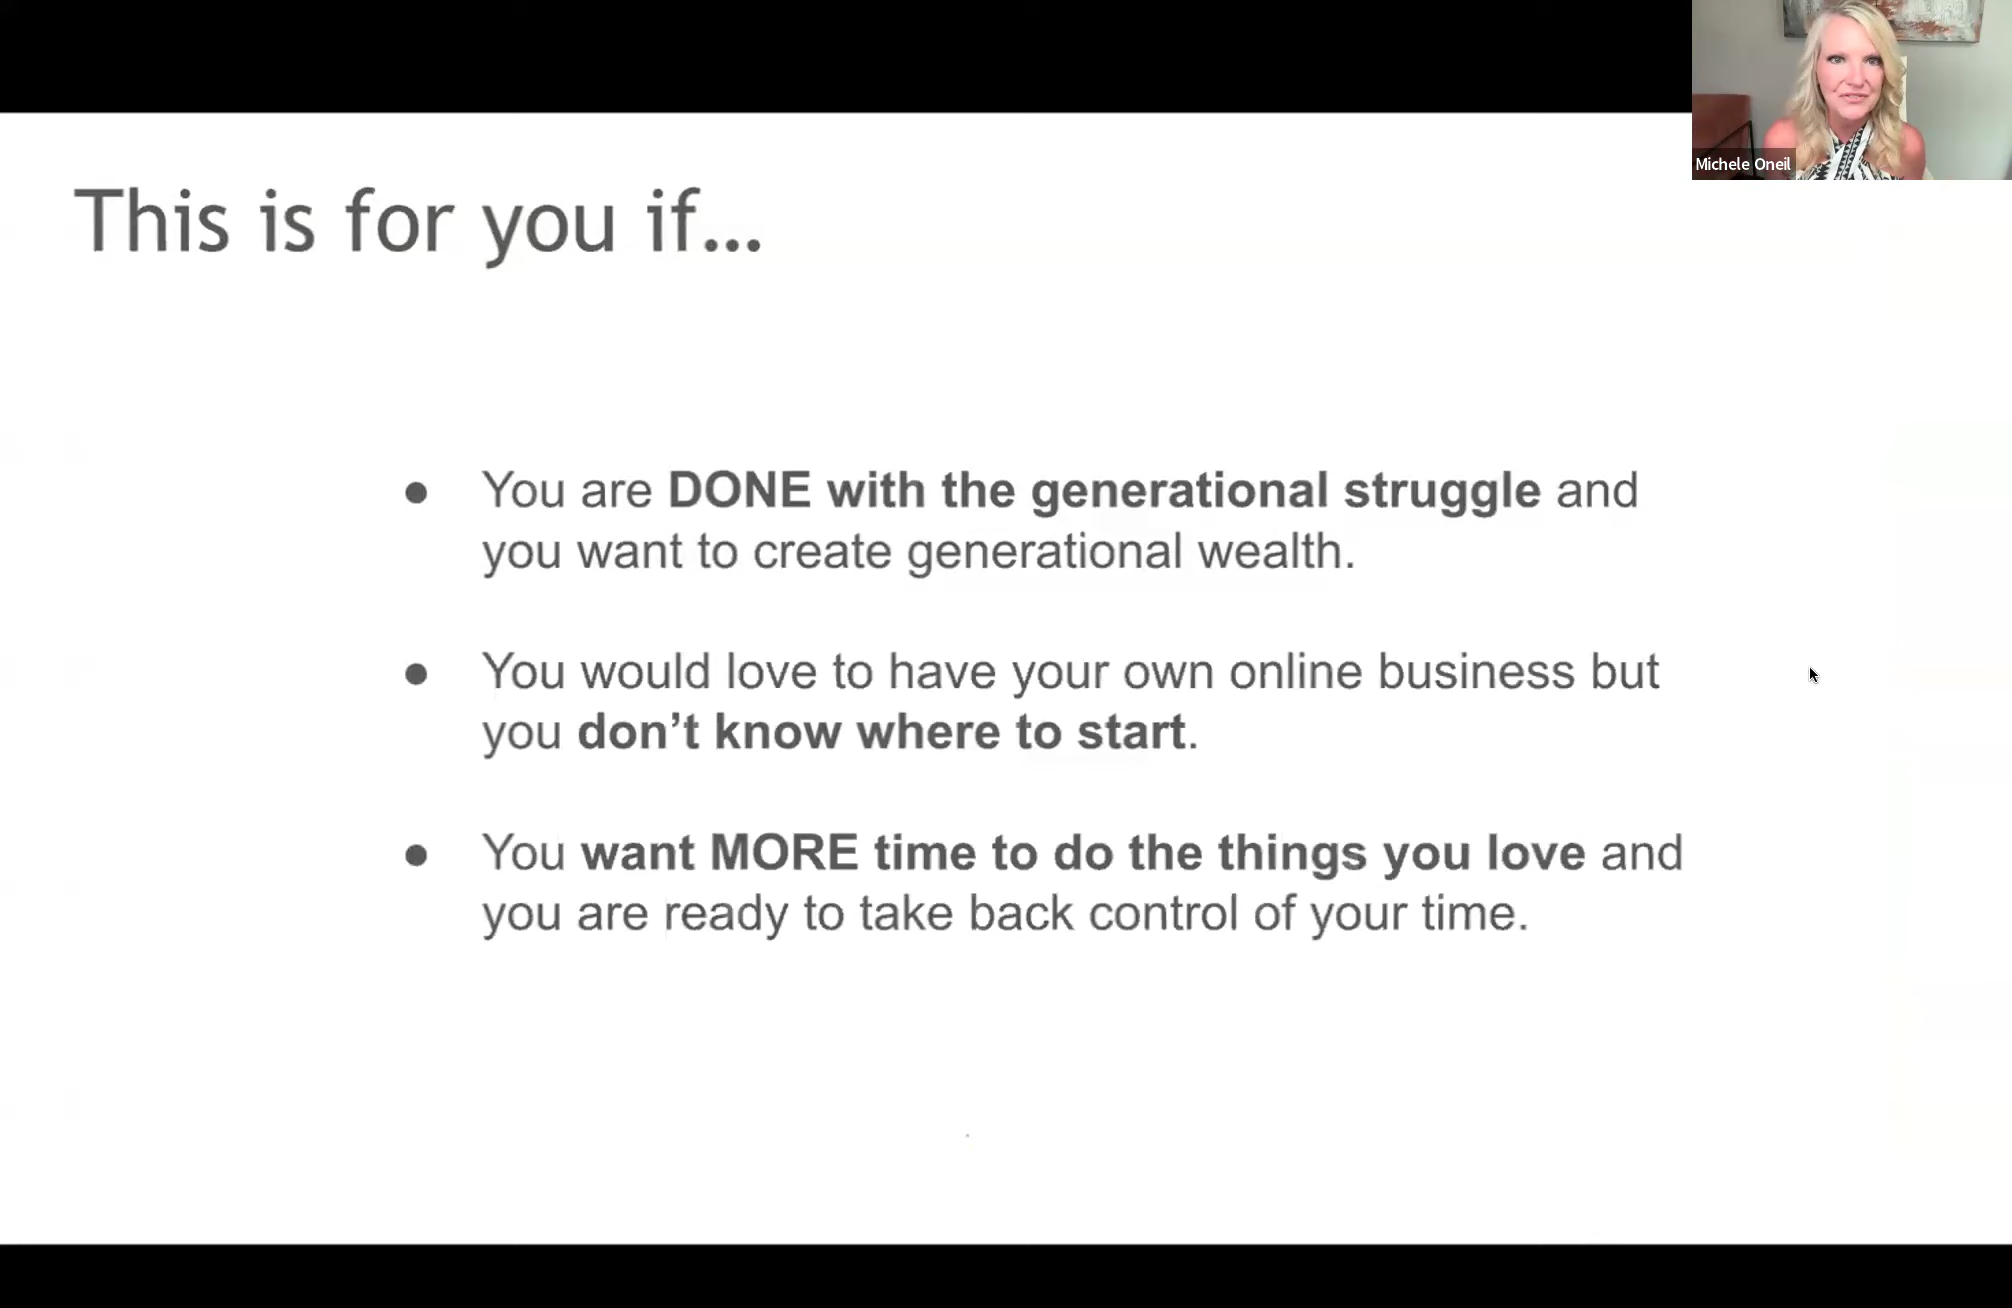 Michele Oneil
This is for you if...
● You are DONE with the generational struggle and
you want to create generational wealth.
● You would love to have your own online business but
you don’t know where to start.
● You want MORE time to do the things you love and
you are ready to take back control of your time.